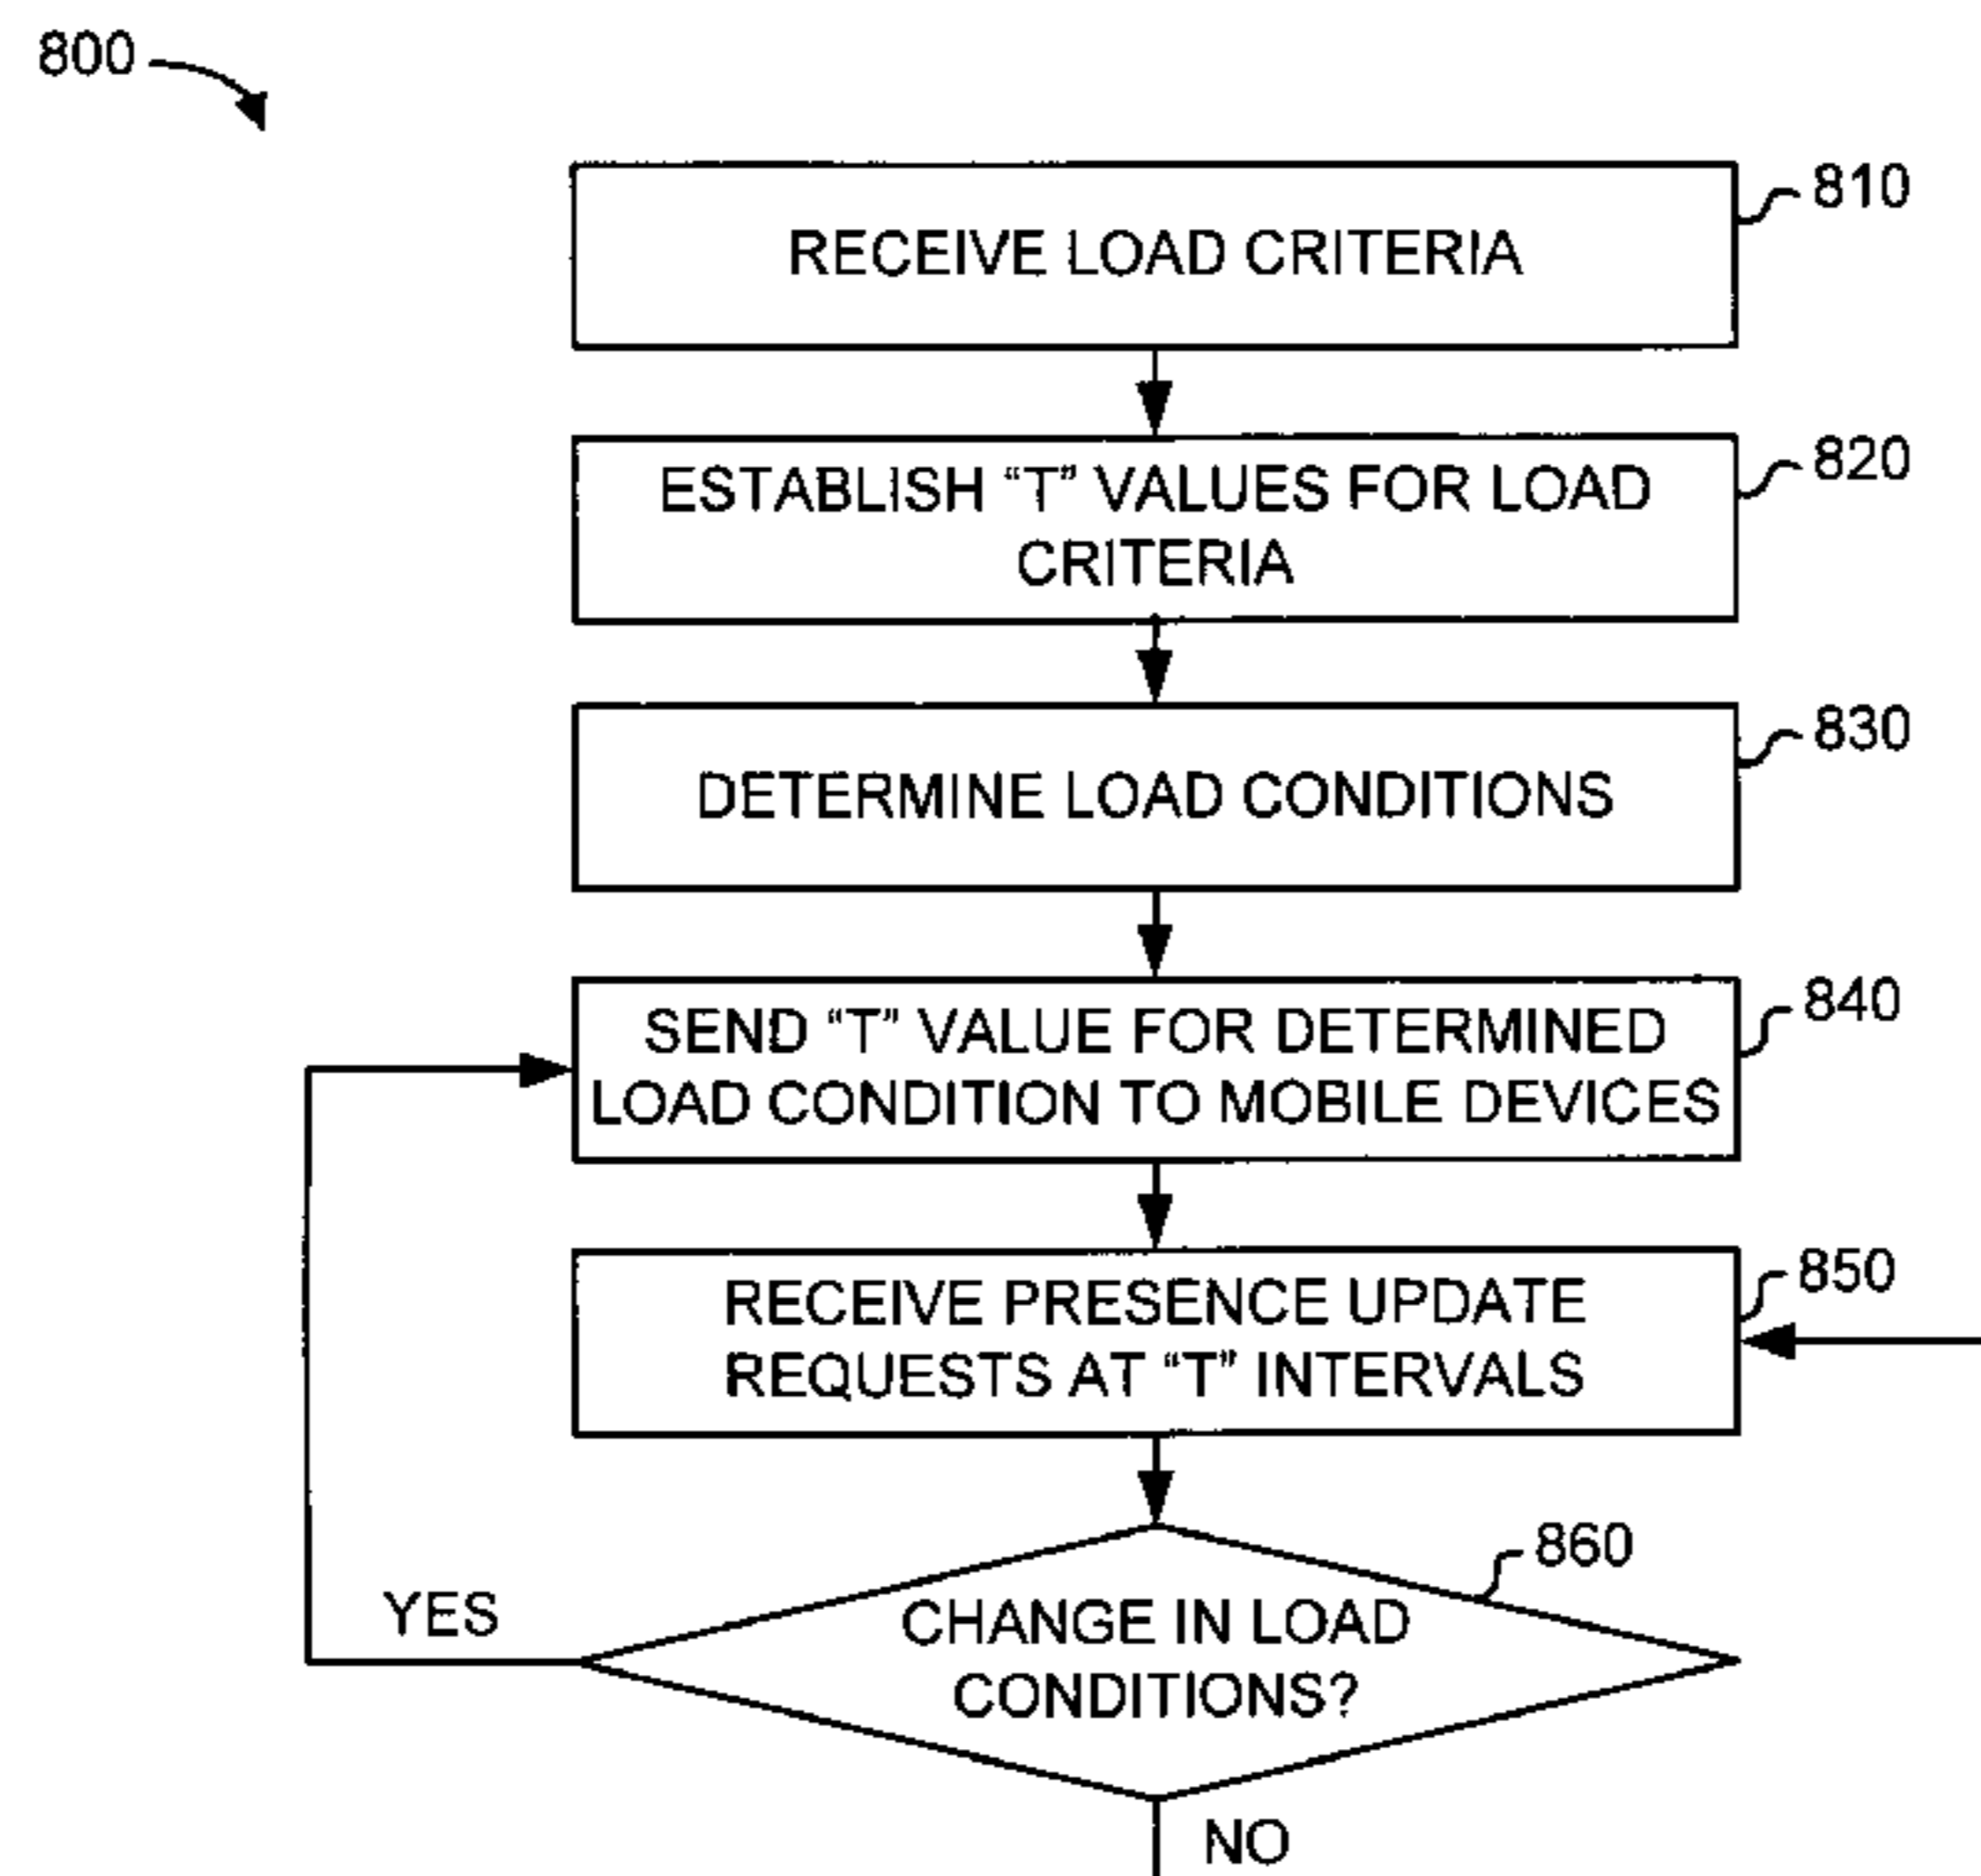 800
RECEIVE LOAD CRITERIA
810
ESTABLISH “T” VALUES FOR LOAD
CRITERIA
820
DETERMINE LOAD CONDITIONS
830
SEND “T” VALUE FOR DETERMINED
LOAD CONDITION TO MOBILE DEVICES
840
RECEIVE PRESENCE UPDATE
REQUESTS AT “T” INTERVALS
850
CHANGE IN LOAD
CONDITIONS?
860
YES
NO